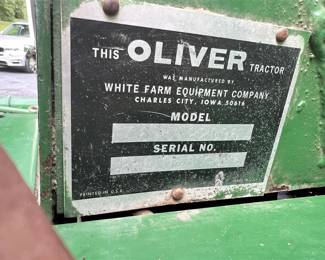 THIS OLIVER TRACTOR
WAS MANUFACTURED BY
WHITE FARM EQUIPMENT COMPANY
CHARLES CITY, IOWA 50616
MODEL
SERIAL NO.
PRINTED IN U.S.A.